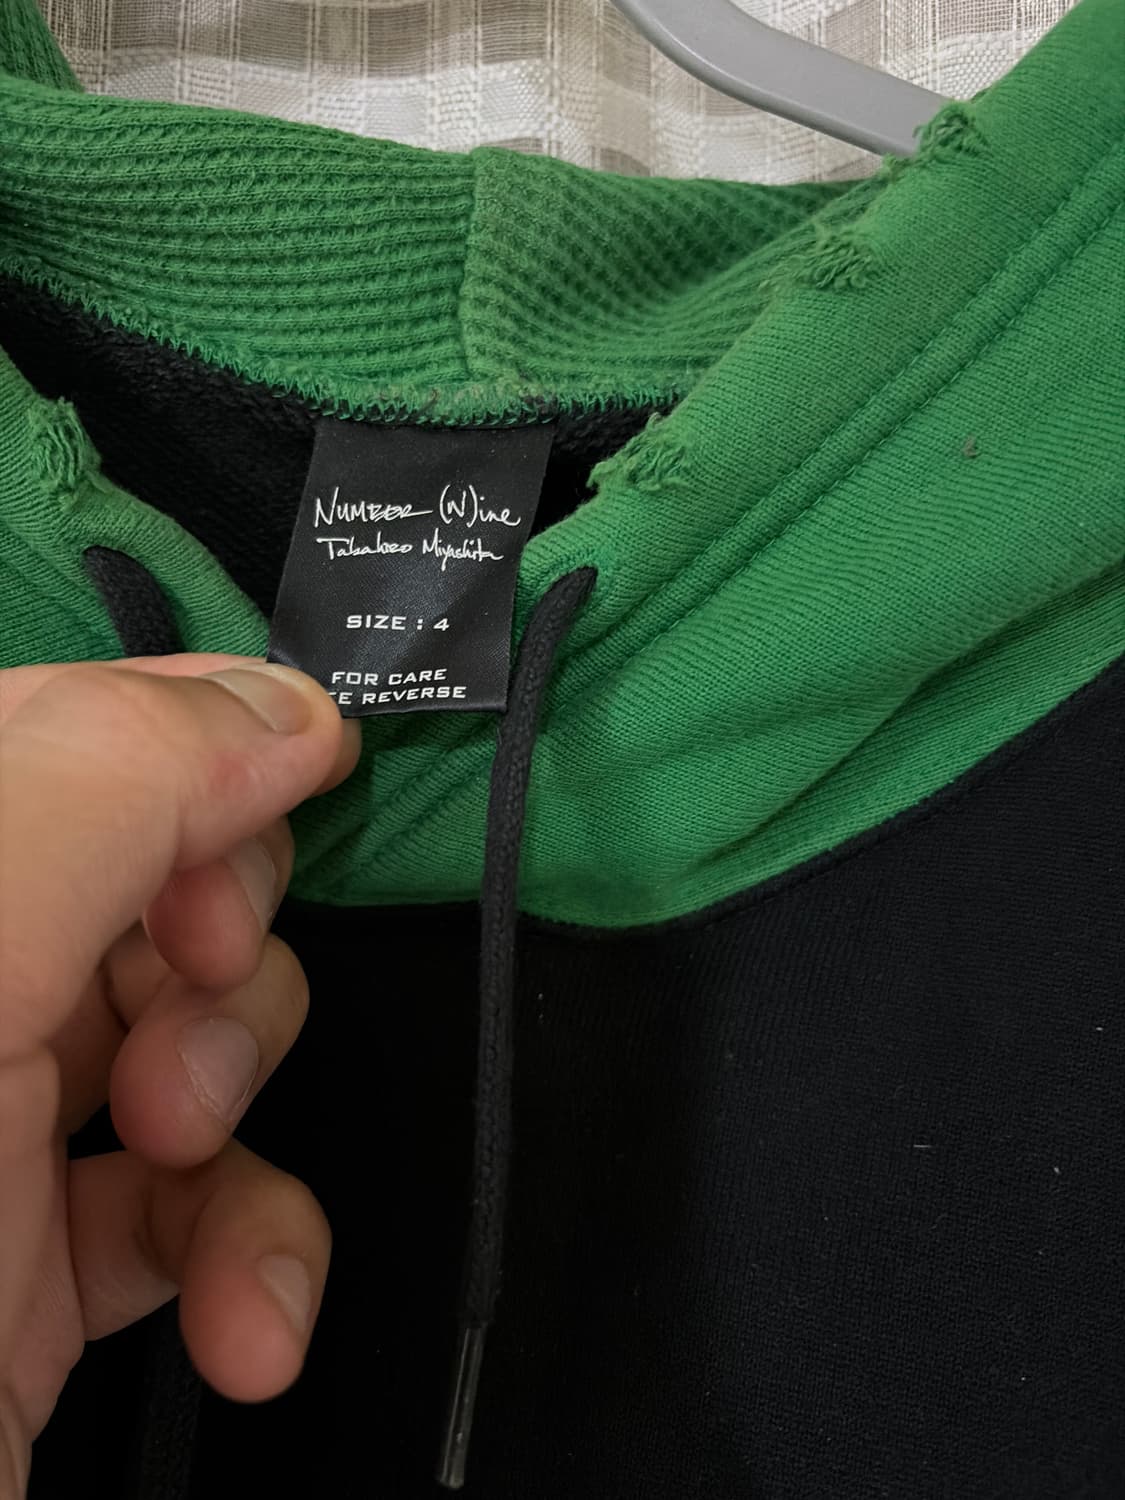 NUMBER (N)ine
Takahiro Miyashita
SIZE : 4
FOR CARE
E REVERSE